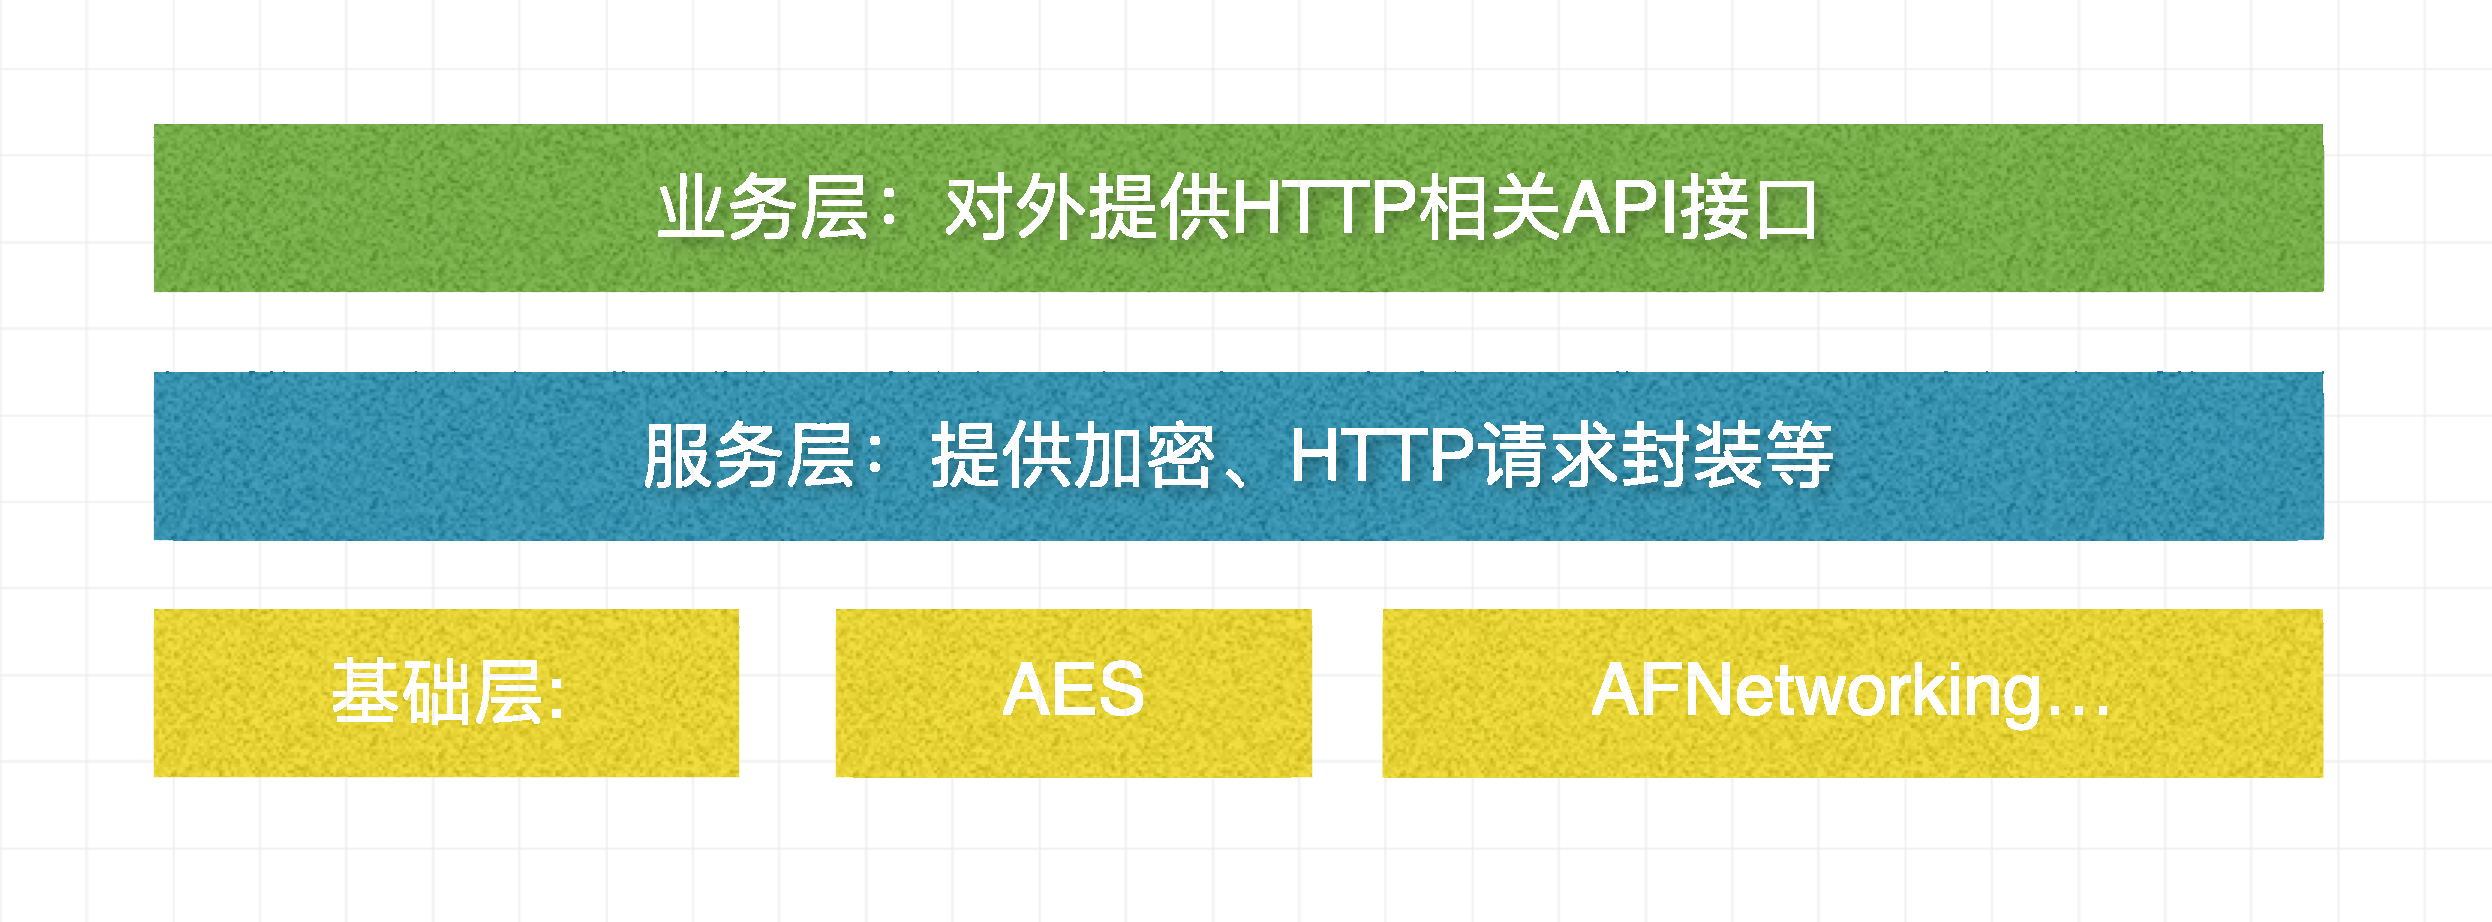 业务层：对外提供HTTP相关API接口
服务层：提供加密、HTTP请求封装等
基础层:
AES
AFNetworking...